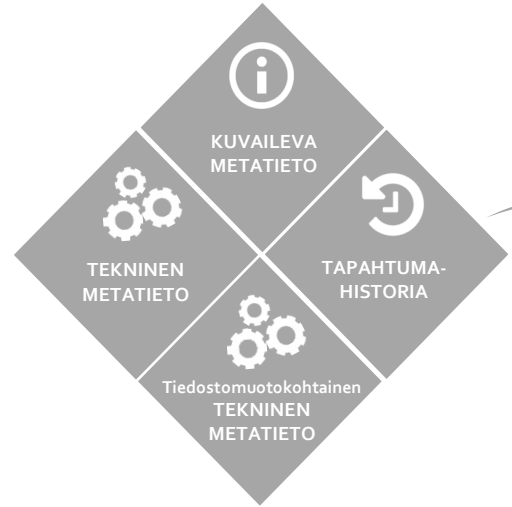 KUVAILEVA
METATIETO
TEKNINEN
METATIETO
TAPAHTUMA-
HISTORIA
Tiedostomuotokohtainen
TEKNINEN
METATIETO